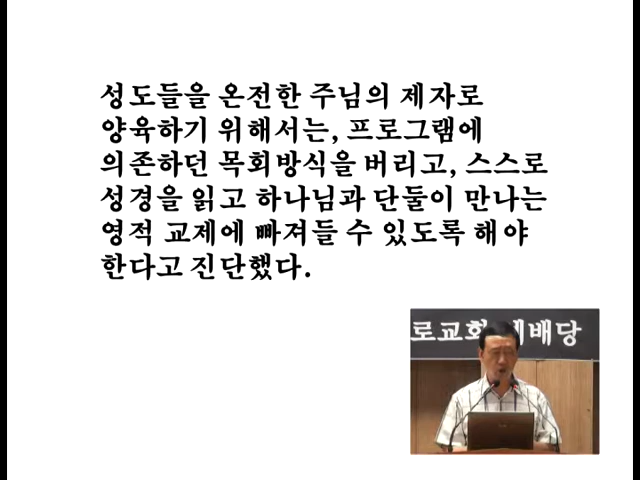 성도들을 온전한 주님의 제자로
양육하기 위해서는, 프로그램에
의존하던 목회방식을 버리고, 스스로
성경을 읽고 하나님과 단둘이 만나는
영적 교제에 빠져들 수 있도록 해야
한다고 진단했다.
로교회 예배당